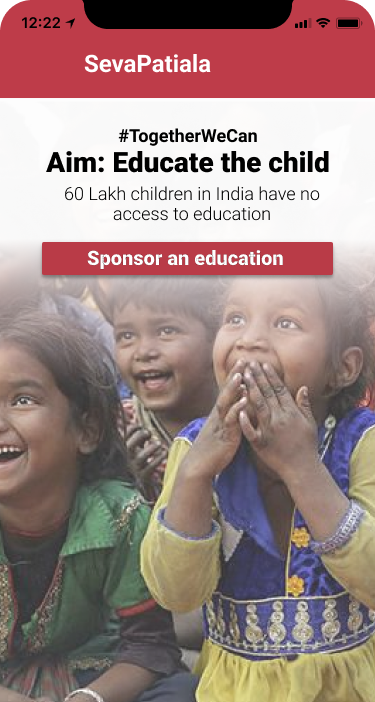 12:22
SevaPatiala
#TogetherWeCan
Aim: Educate the child
60 Lakh children in India have no
access to education
Sponsor an education